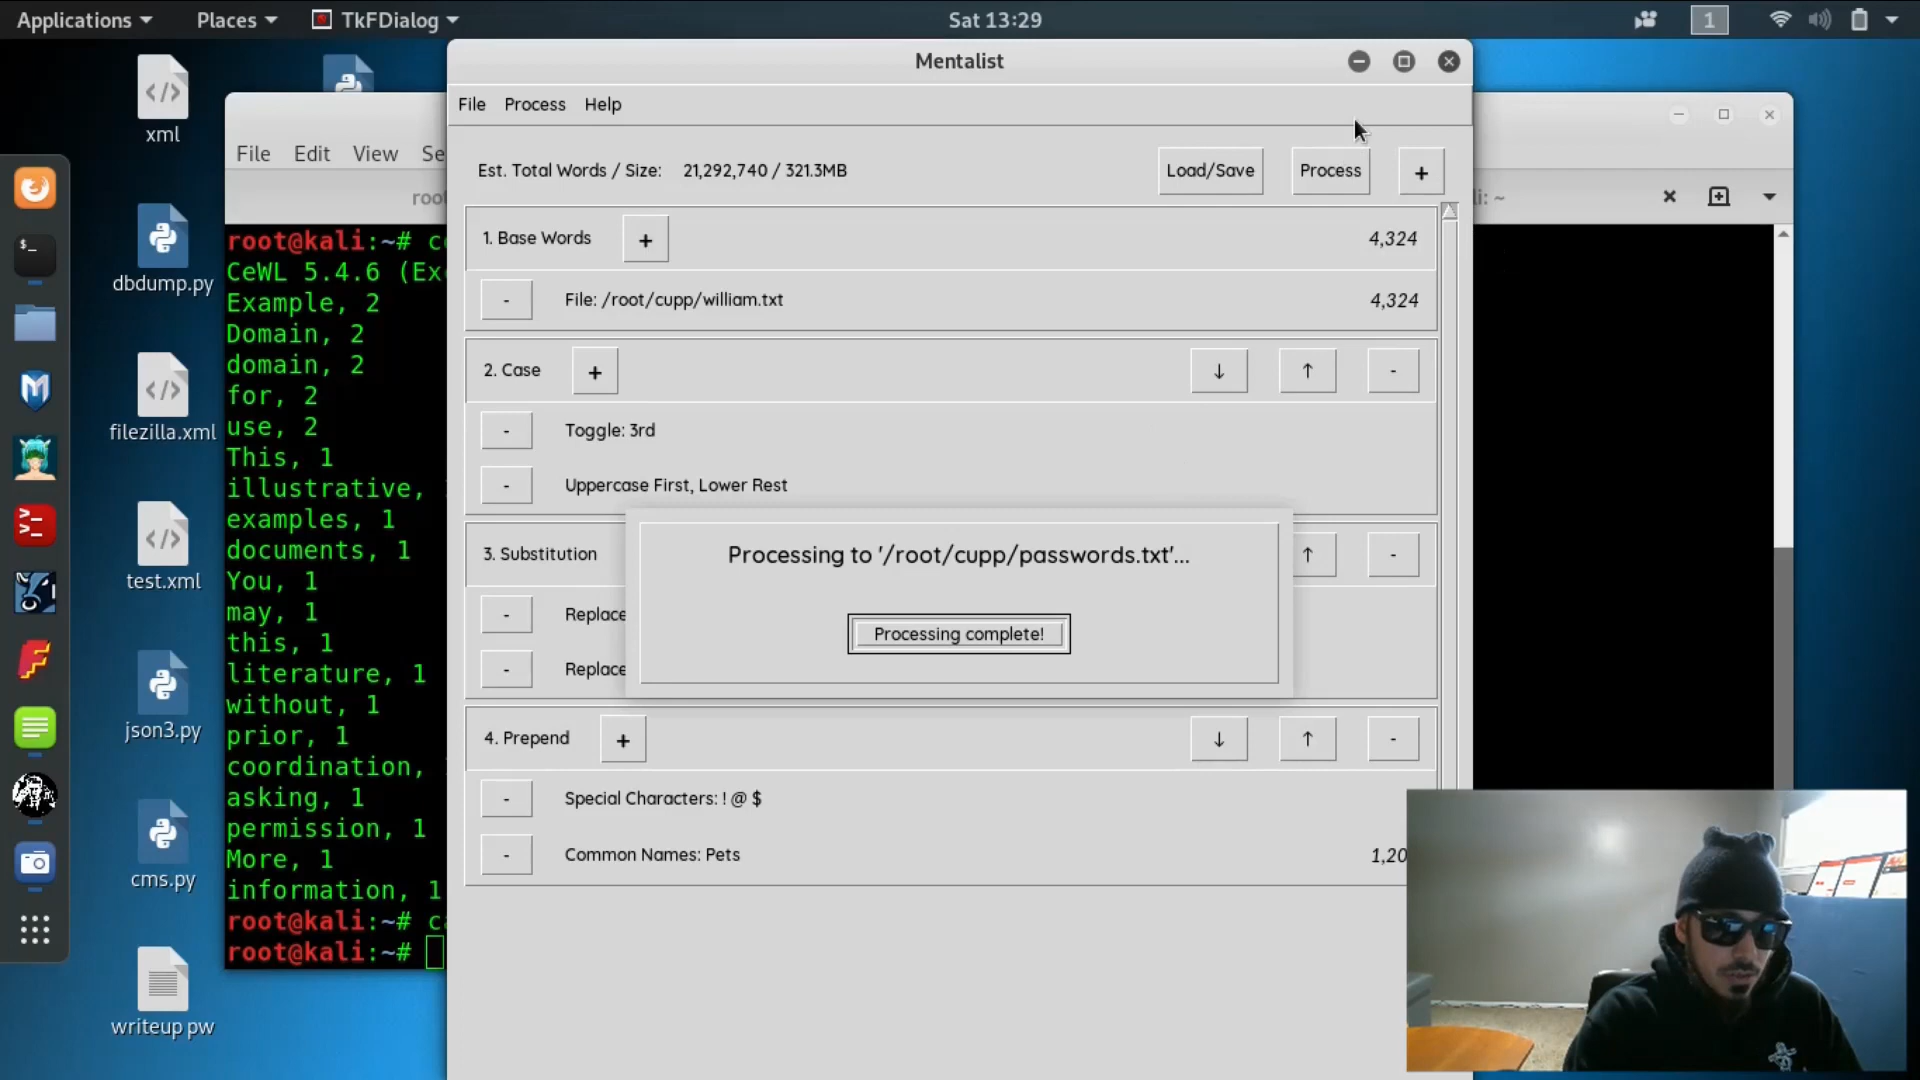 Applications Places TkFDialog Sat 13:29 1
Mentalist
File Process Help
Est. Total Words / Size: 21,292,740 / 321.3MB Load/Save Process +
1. Base Words + 4,324
- File: /root/cupp/william.txt 4,324
2. Case + ↓ ↑ -
- Toggle: 3rd
- Uppercase First, Lower Rest
3. Substitution ↑ -
- Replace
- Replace
Processing to '/root/cupp/passwords.txt'...
Processing complete!
4. Prepend + ↓ ↑ -
- Special Characters: ! @ $
- Common Names: Pets 1,20
File Edit View
root@kali:~#
CeWL 5.4.6
Example, 2
Domain, 2
domain, 2
for, 2
use, 2
This, 1
illustrative,
examples, 1
documents, 1
You, 1
may, 1
this, 1
literature, 1
without, 1
prior, 1
coordination,
asking, 1
permission, 1
More, 1
information, 1
root@kali:~#
root@kali:~#
xml
dbdump.py
filezilla.xml
test.xml
json3.py
cms.py
writeup pw